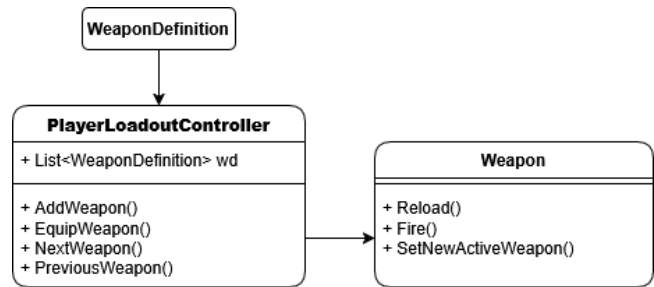 WeaponDefinition
PlayerLoadoutController
+ List<WeaponDefinition> wd
+ AddWeapon()
+ EquipWeapon()
+ NextWeapon()
+ PreviousWeapon()
Weapon
+ Reload()
+ Fire()
+ SetNewActiveWeapon()